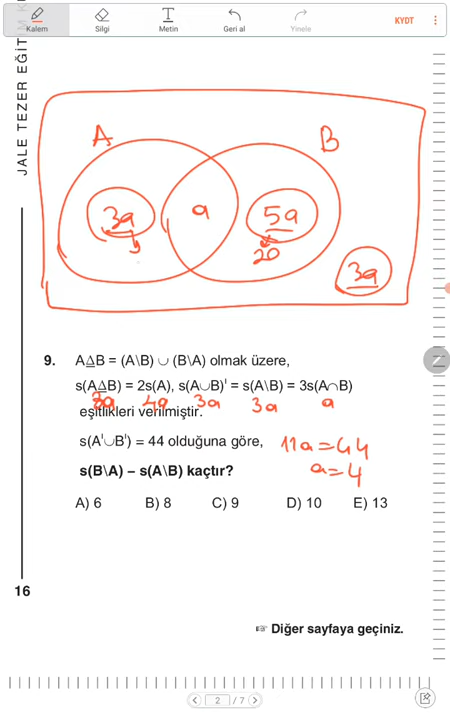 Kalem Silgi Metin Geri al Yinele KYDT
JALE TEZER EĞİT
A
B
3a
a
5a
20
3a
9. A△B = (A\B) ∪ (B\A) olmak üzere,
s(A△B) = 2s(A), s(A∪B)' = s(A\B) = 3s(A∩B)
8a 4a 3a 3a a
eşitlikleri verilmiştir.
s(A'∪B') = 44 olduğuna göre,
11a=44
a=4
s(B\A) – s(A\B) kaçtır?
A) 6 B) 8 C) 9 D) 10 E) 13
16
☞ Diğer sayfaya geçiniz.
2 / 7